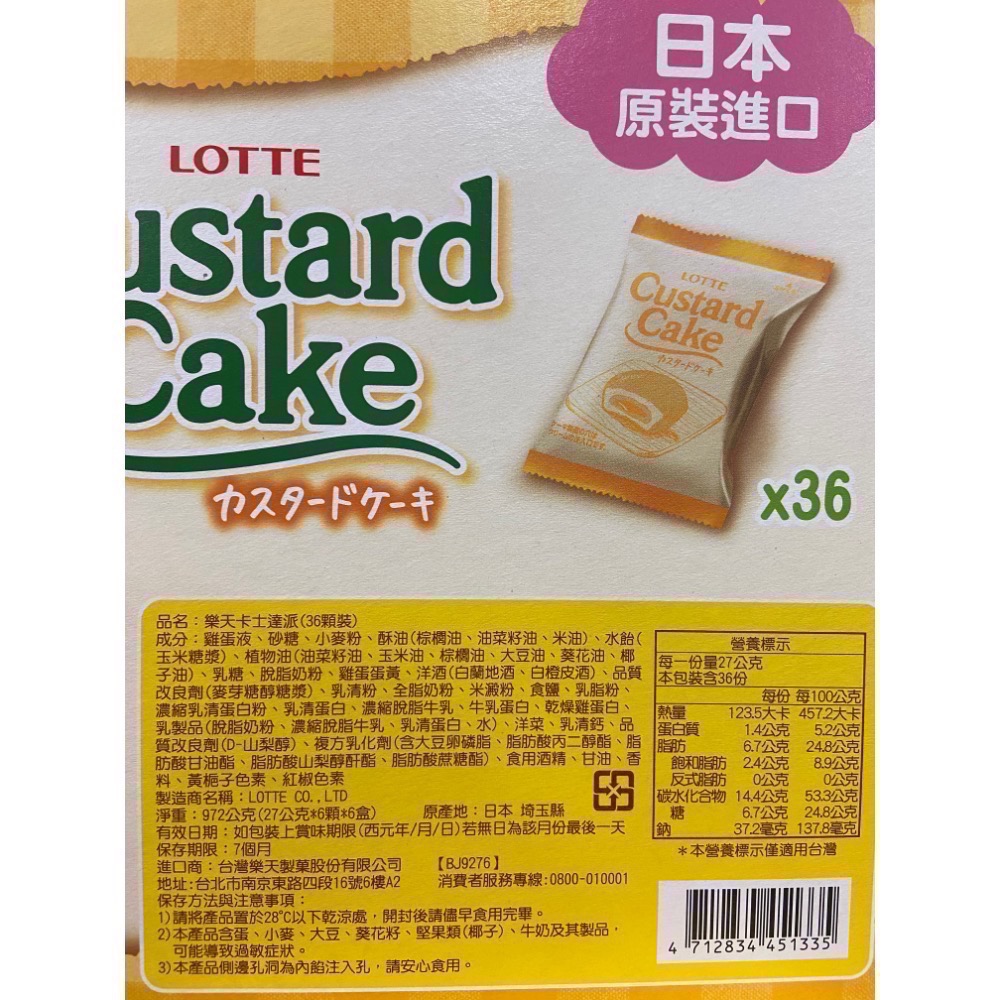 日本
原裝進口
LOTTE
ustard
Cake
カスタードケーキ
LOTTE
Custard
Cake
カスタードケーキ
x36
品名：樂天卡士達派(36顆裝)
成分：雞蛋液、砂糖、小麥粉、酥油(棕櫚油、油菜籽油、米油)、水飴(
玉米糖漿)、植物油(油菜籽油、玉米油、棕櫚油、大豆油、葵花油、椰
子油)、乳糖、脫脂奶粉、雞蛋蛋黃、洋酒(白蘭地酒、白橙皮酒)、品質
改良劑(麥芽糖醇糖漿)、乳清粉、全脂奶粉、米澱粉、食鹽、乳脂粉、
濃縮乳清蛋白粉、乳清蛋白、濃縮脫脂牛乳、牛乳蛋白、乾燥雞蛋白、
乳製品(脫脂奶粉、濃縮脫脂牛乳、乳清蛋白、水)、洋菜、乳清鈣、品
質改良劑(D-山梨醇)、複方乳化劑(含大豆卵磷脂、脂肪酸丙二醇酯、脂
肪酸甘油酯、脂肪酸山梨醇酐酯、脂肪酸蔗糖酯)、食用酒精、甘油、香
料、黃梔子色素、紅椒色素
製造商名稱：LOTTE CO.,LTD
淨重：972公克(27公克*6顆*6盒) 原產地：日本 埼玉縣
有效日期：如包裝上賞味期限(西元年/月/日)若無日為該月份最後一天
保存期限：7個月
進口商：台灣樂天製菓股份有限公司 【BJ9276】
地址:台北市南京東路四段16號6樓A2 消費者服務專線:0800-010001
保存方法與注意事項：
1)請將產品置於28°C以下乾涼處，開封後請儘早食用完畢。
2)本產品含蛋、小麥、大豆、葵花籽、堅果類(椰子)、牛奶及其製品，
可能導致過敏症狀。
3)本產品側邊孔洞為內餡注入孔，請安心食用。
營養標示
每一份量27公克
本包裝含36份
每份 每100公克
熱量 123.5大卡 457.2大卡
蛋白質 1.4公克 5.2公克
脂肪 6.7公克 24.8公克
飽和脂肪 2.4公克 8.9公克
反式脂肪 0公克 0公克
碳水化合物 14.4公克 53.3公克
糖 6.7公克 24.8公克
鈉 37.2毫克 137.8毫克
＊本營養標示僅適用台灣
4 712834 451335